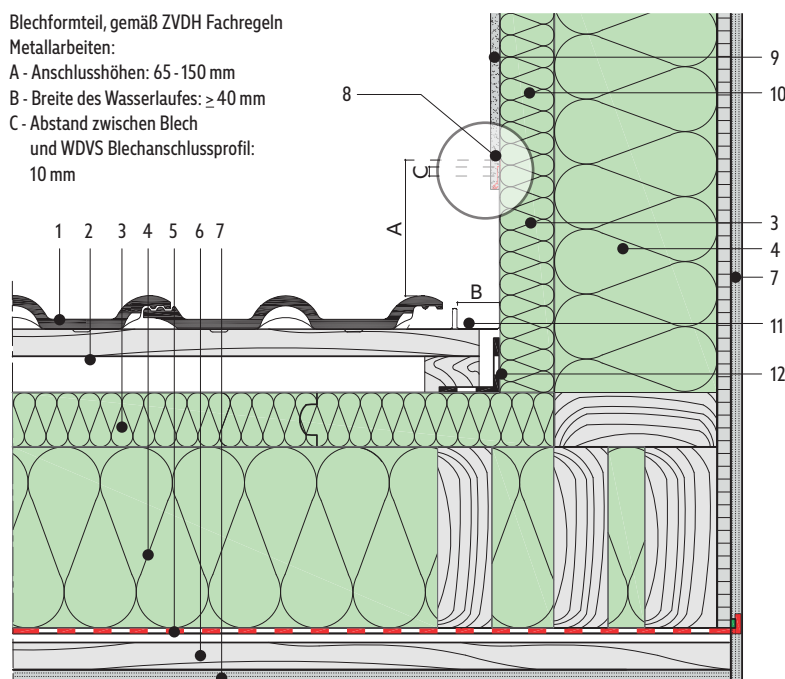 Blechformteil, gemäß ZVDH Fachregeln
Metallarbeiten:
A - Anschlusshöhen: 65 - 150 mm
B - Breite des Wasserlaufes: ≥ 40 mm
C - Abstand zwischen Blech
und WDVS Blechanschlussprofil:
10 mm
9
10
8
C
A
3
4
7
1 2 3 4 5 6 7
B
11
12